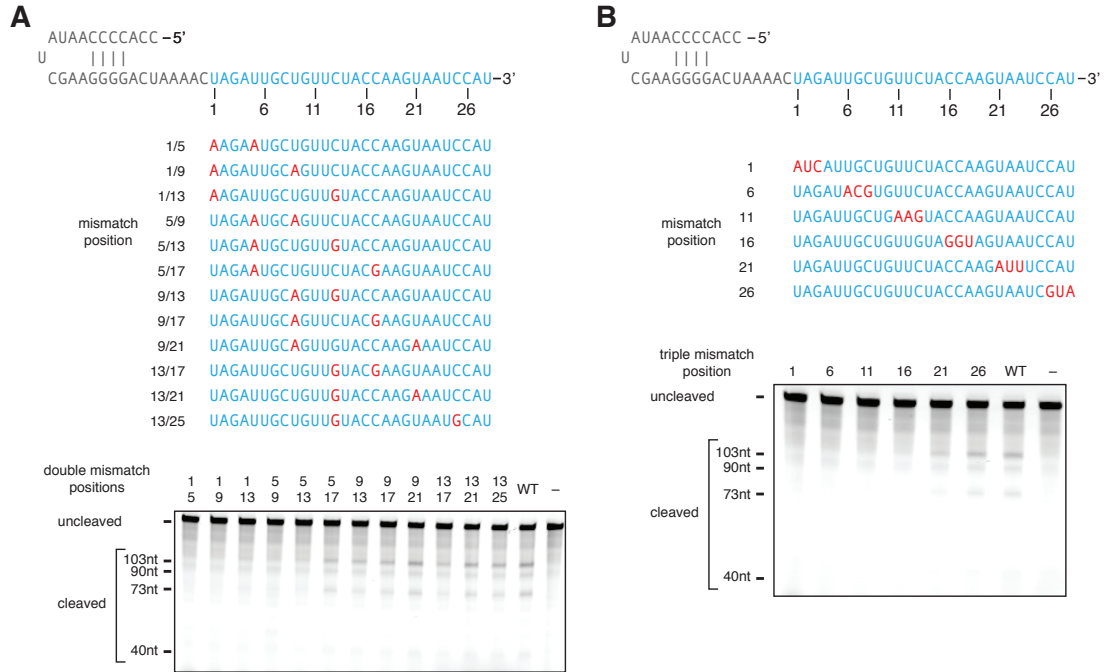 A
AUAACCCCACC –5'
U
CGAAGGGGACUAAAACUAGAUUGCUGUUCUACCAAGUAAUCCAU–3'
1 6 11 16 21 26
mismatch
position
1/5 AAGAAUGCUGUUCUACCAAGUAAUCCAU
1/9 AAGAUUGCAGUUCUACCAAGUAAUCCAU
1/13 AAGAUUGCUGUUGUACCAAGUAAUCCAU
5/9 UAGAAUGCAGUUCUACCAAGUAAUCCAU
5/13 UAGAAUGCUGUUGUACCAAGUAAUCCAU
5/17 UAGAAUGCUGUUCUACGAAGUAAUCCAU
9/13 UAGAUUGCAGUUGUACCAAGUAAUCCAU
9/17 UAGAUUGCAGUUCUACGAAGUAAUCCAU
9/21 UAGAUUGCAGUUGUACCAAGAAAUCCAU
13/17 UAGAUUGCUGUUGUACGAAGUAAUCCAU
13/21 UAGAUUGCUGUUGUACCAAGAAAUCCAU
13/25 UAGAUUGCUGUUGUACCAAGUAAUGCAU
double mismatch
positions
1 1 1 5 5 5 9 9 9 13 13 13 WT –
5 9 13 9 13 17 13 17 21 17 21 25
uncleaved
cleaved
103nt
90nt
73nt
40nt
B
AUAACCCCACC –5'
U
CGAAGGGGACUAAAACUAGAUUGCUGUUCUACCAAGUAAUCCAU–3'
1 6 11 16 21 26
mismatch
position
1 AUCAUUGCUGUUCUACCAAGUAAUCCAU
6 UAGAUACGUGUUCUACCAAGUAAUCCAU
11 UAGAUUGCUGAAGUACCAAGUAAUCCAU
16 UAGAUUGCUGUUGUAGGUAGUAAUCCAU
21 UAGAUUGCUGUUCUACCAAGAUUUCCAU
26 UAGAUUGCUGUUCUACCAAGUAAUCGUA
triple mismatch
position
1 6 11 16 21 26 WT –
uncleaved
cleaved
103nt
90nt
73nt
40nt